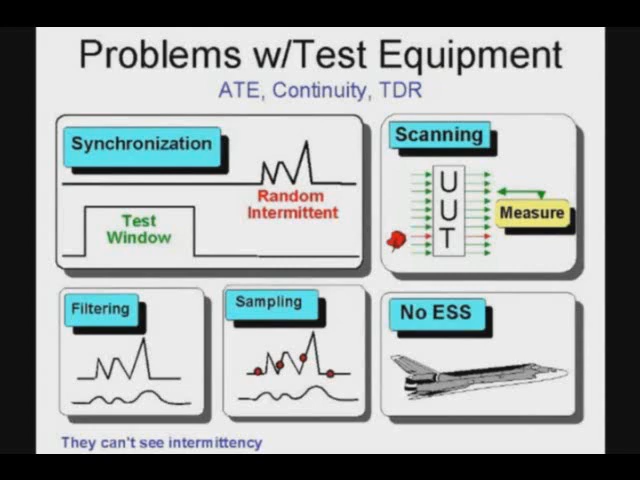 Problems w/Test Equipment
ATE, Continuity, TDR
Synchronization
Random
Intermittent
Test
Window
Scanning
UUT
Measure
Filtering
Sampling
No ESS
They can't see intermittency